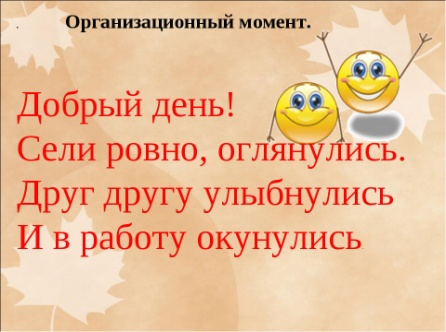 Организационный момент.
Добрый день!
Сели ровно, оглянулись.
Друг другу улыбнулись
И в работу окунулись